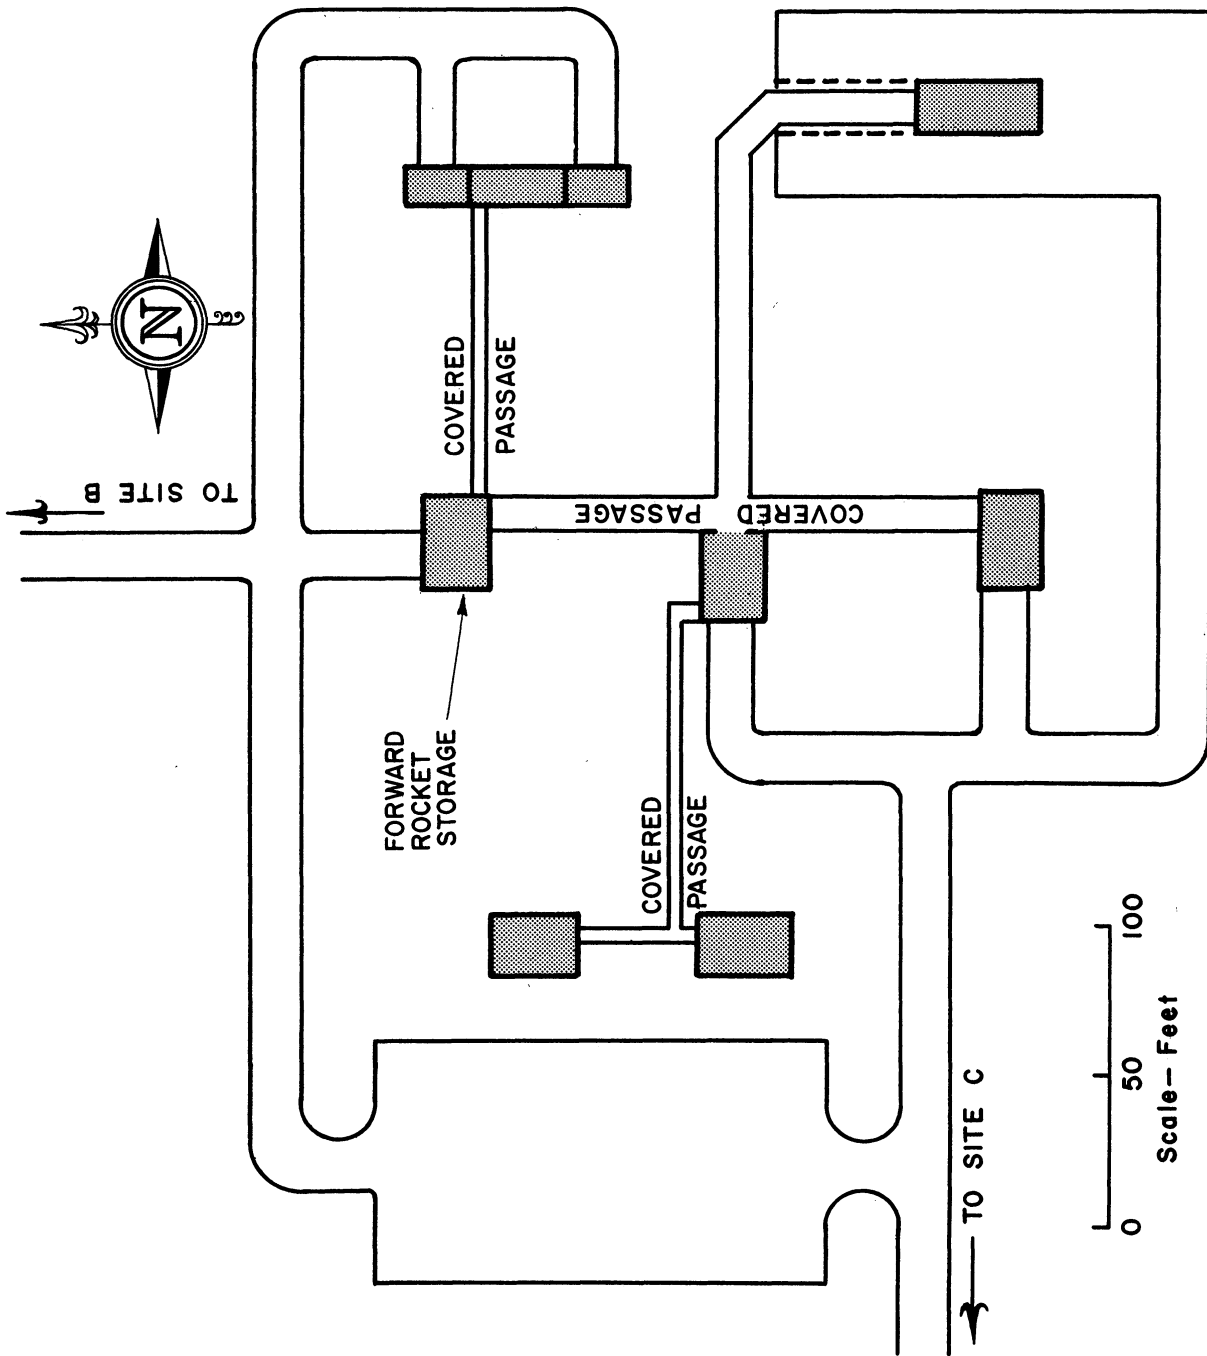 N
TO SITE B
COVERED
PASSAGE
COVERED PASSAGE
FORWARD
ROCKET
STORAGE
COVERED
PASSAGE
TO SITE C
0 50 100
Scale—Feet